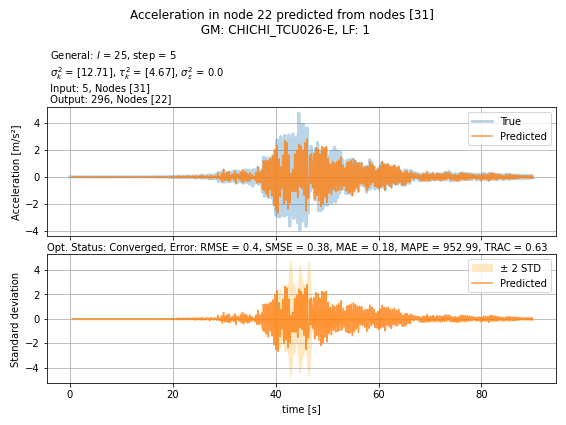 Acceleration in node 22 predicted from nodes [31]
GM: CHICHI_TCU026-E, LF: 1
General: l = 25, step = 5
σ²ₖ = [12.71], τ²ₖ = [4.67], σ²_ε = 0.0
Input: 5, Nodes [31]
Output: 296, Nodes [22]
Acceleration [m/s²]
4
2
0
−2
−4
True
Predicted
Opt. Status: Converged, Error: RMSE = 0.4, SMSE = 0.38, MAE = 0.18, MAPE = 952.99, TRAC = 0.63
Standard deviation
4
2
0
−2
−4
± 2 STD
Predicted
0 20 40 60 80
time [s]